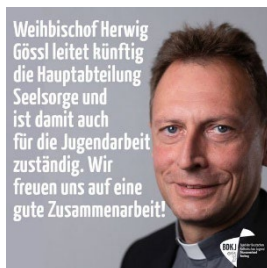 Weihbischof Herwig
Gössl leitet künftig
die Hauptabteilung
Seelsorge und
ist damit auch
für die Jugendarbeit
zuständig. Wir
freuen uns auf eine
gute Zusammenarbeit!
BDKJ